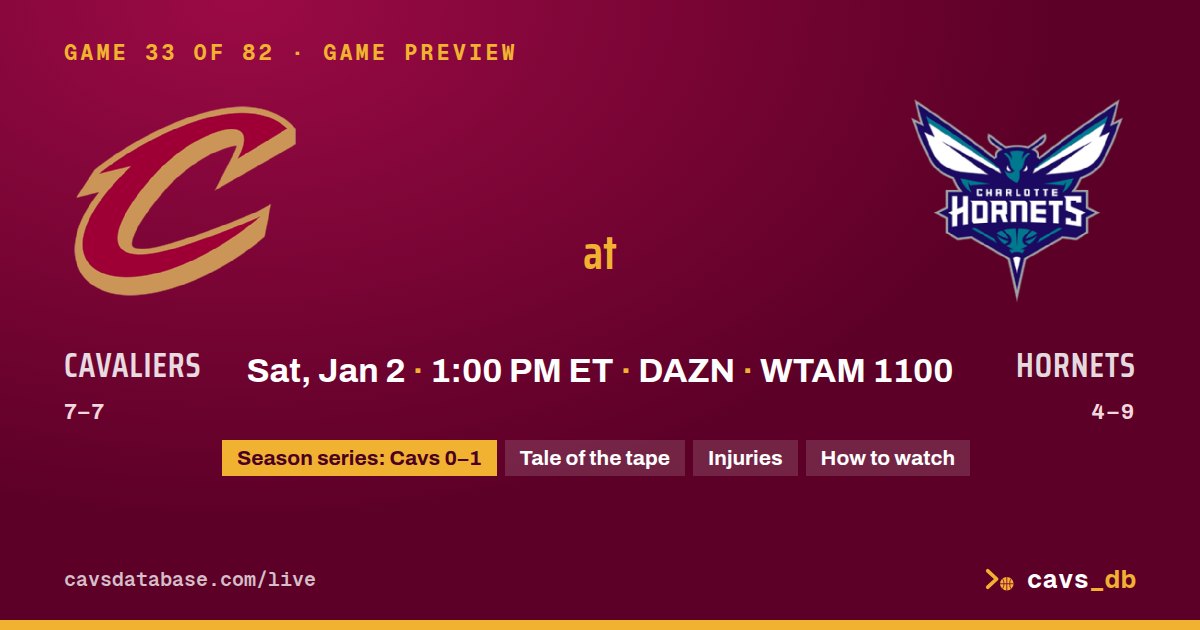 GAME 33 OF 82 · GAME PREVIEW
CHARLOTTE
HORNETS
at
CAVALIERS
Sat, Jan 2 · 1:00 PM ET · DAZN · WTAM 1100
HORNETS
7–7
4–9
Season series: Cavs 0–1
Tale of the tape
Injuries
How to watch
cavsdatabase.com/live
cavs_db